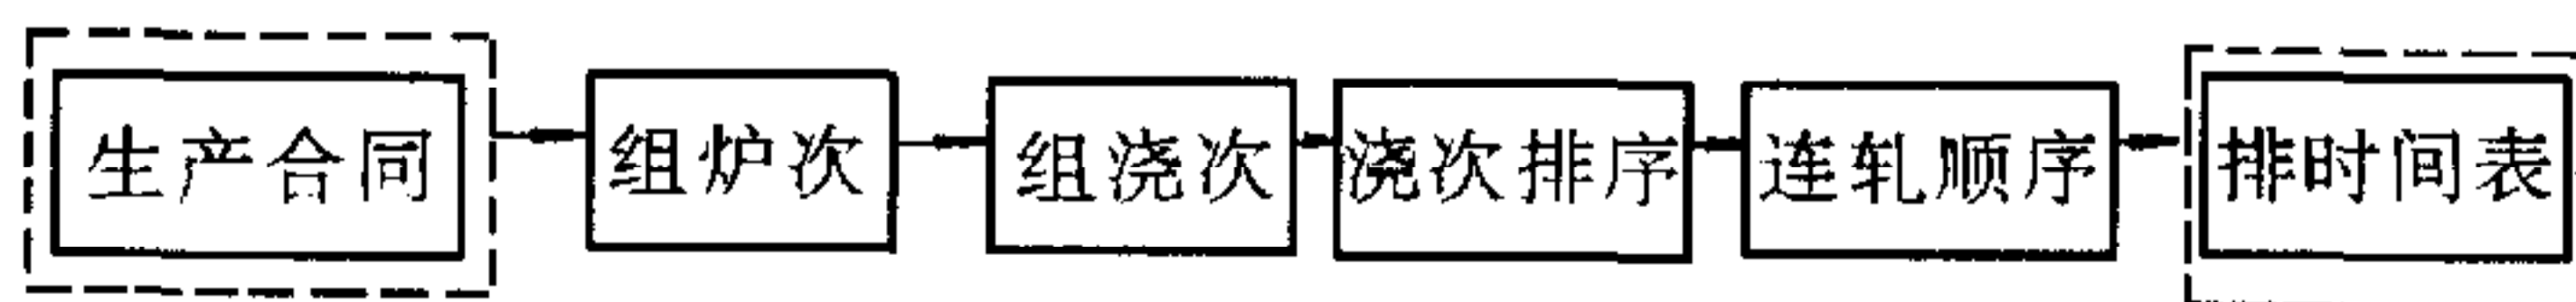 生产合同
组炉次
组浇次
浇次排序
连轧顺序
排时间表